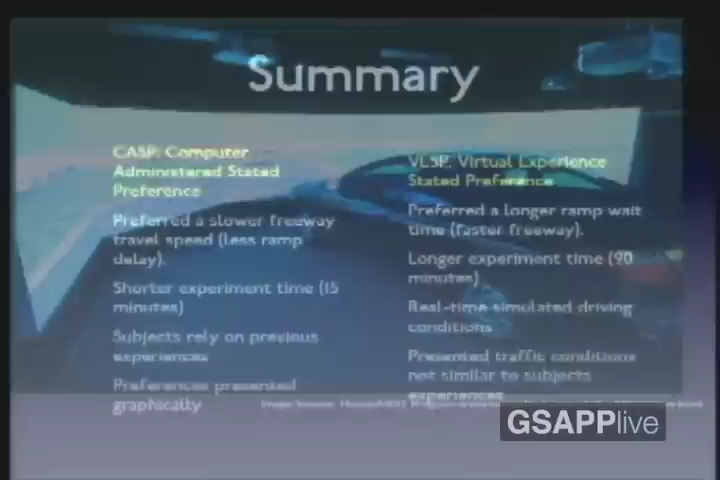 Summary
CASP: Computer
Administered Stated
Preference
Preferred a slower freeway
travel speed (less ramp
delay).
Shorter experiment time (15
minutes)
Subjects rely on previous
experiences
Preferences presented
graphically
VESP: Virtual Experience
Stated Preference
Preferred a longer ramp wait
time (faster freeway).
Longer experiment time (90
minutes)
Real-time simulated driving
conditions
Presented traffic conditions
not similar to subjects
experiences
GSAPPlive